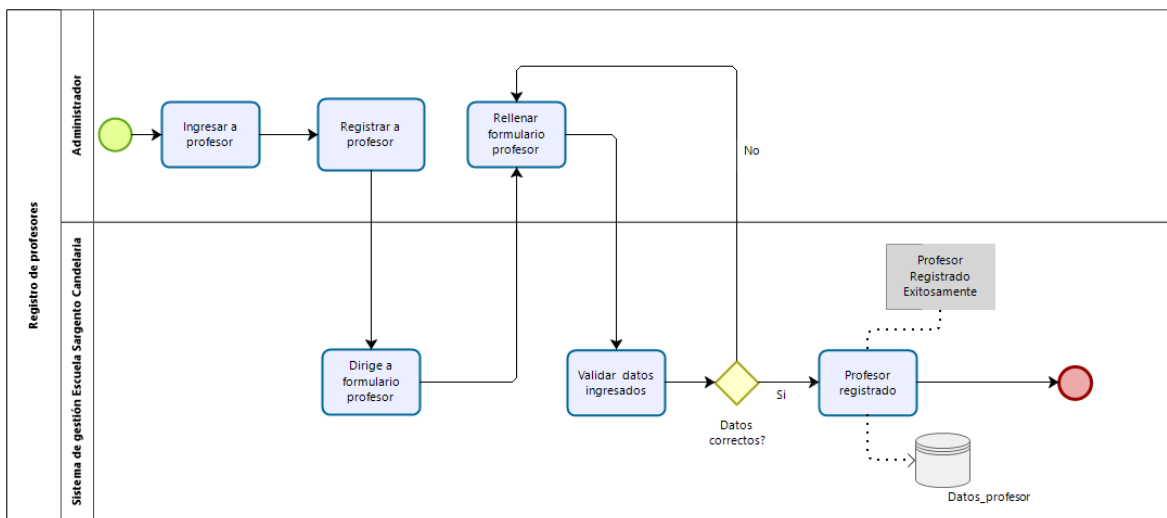 Registro de profesores
Administrador
Ingresar a
profesor
Registrar a
profesor
Rellenar
formulario
profesor
No
Sistema de gestión Escuela Sargento Candelaria
Dirige a
formulario
profesor
Validar datos
ingresados
Datos
correctos?
Si
Profesor
registrado
Profesor
Registrado
Exitosamente
Datos_profesor